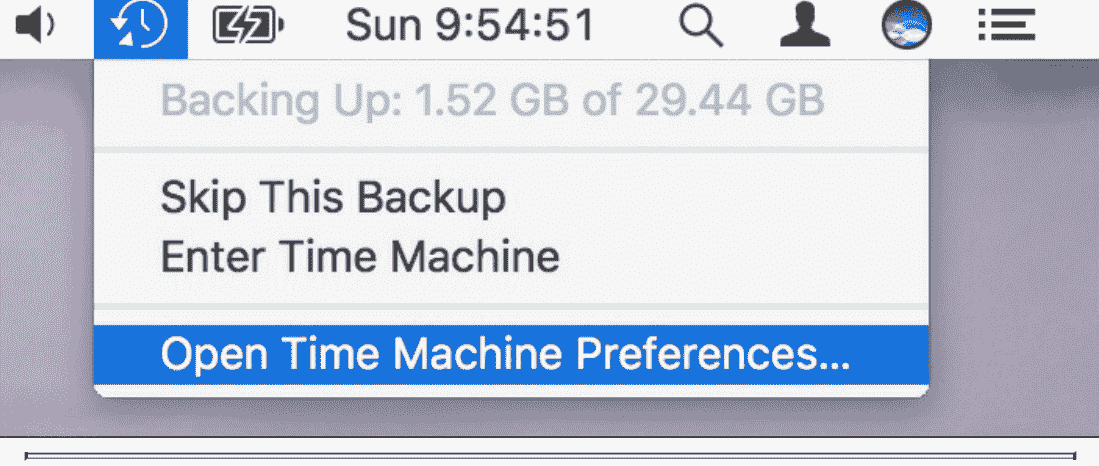 Sun 9:54:51
Backing Up: 1.52 GB of 29.44 GB
Skip This Backup
Enter Time Machine
Open Time Machine Preferences...